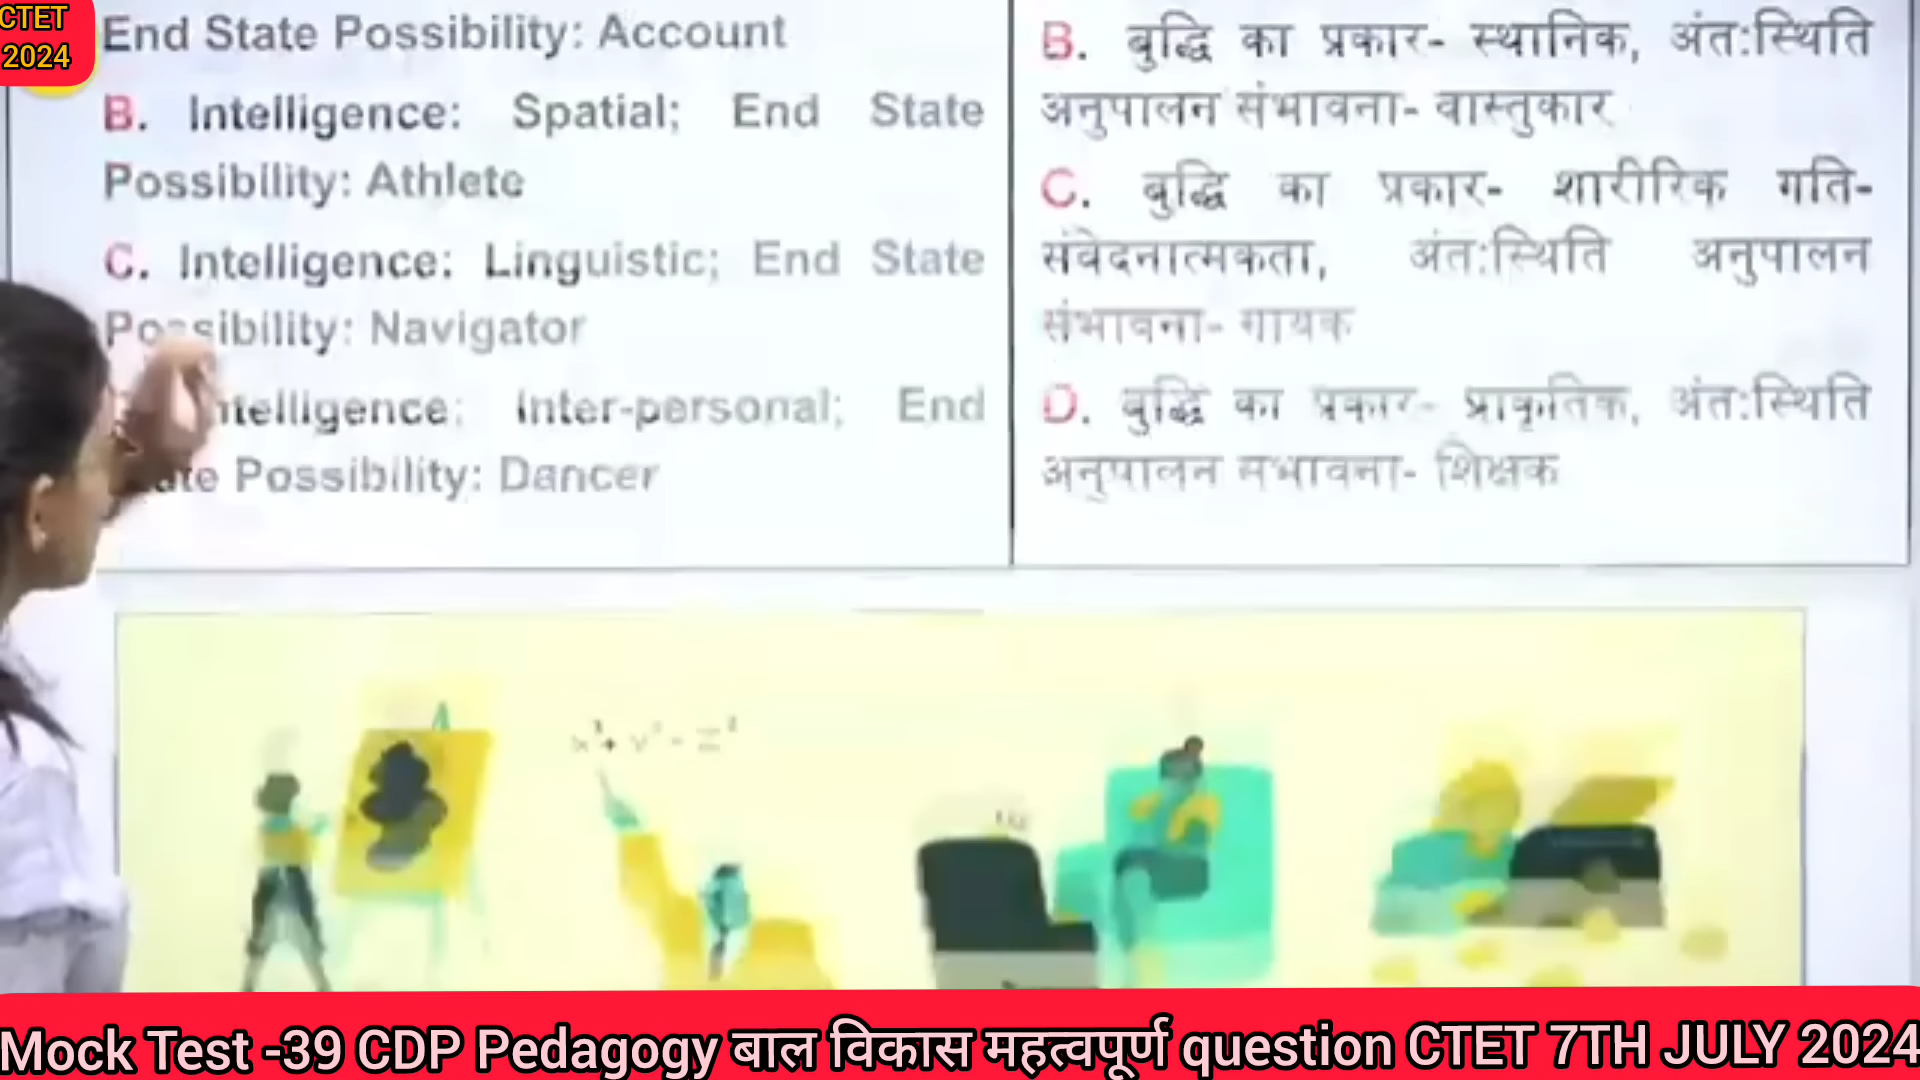 CTET
2024
End State Possibility: Account
B. Intelligence: Spatial; End State
Possibility: Athlete
C. Intelligence: Linguistic; End State
Possibility: Navigator
Intelligence: Inter-personal; End
State Possibility: Dancer
B. बुद्धि का प्रकार- स्थानिक, अंत:स्थिति
अनुपालन संभावना- वास्तुकार
C. बुद्धि का प्रकार- शारीरिक गति-
संवेदनात्मकता, अंत:स्थिति अनुपालन
संभावना- गायक
D. बुद्धि का प्रकार- प्राकृतिक, अंत:स्थिति
अनुपालन संभावना- शिक्षक
Mock Test -39 CDP Pedagogy बाल विकास महत्वपूर्ण question CTET 7TH JULY 2024